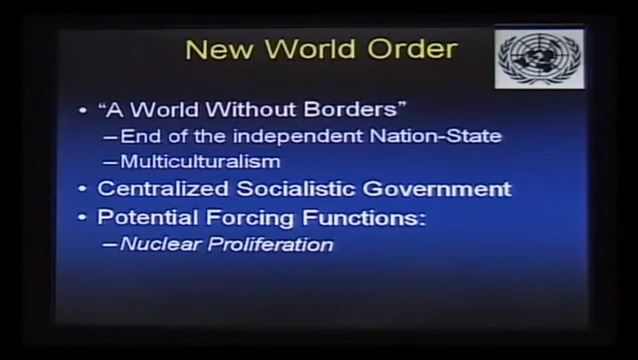 New World Order
• “A World Without Borders”
–End of the independent Nation-State
–Multiculturalism
• Centralized Socialistic Government
• Potential Forcing Functions:
–Nuclear Proliferation